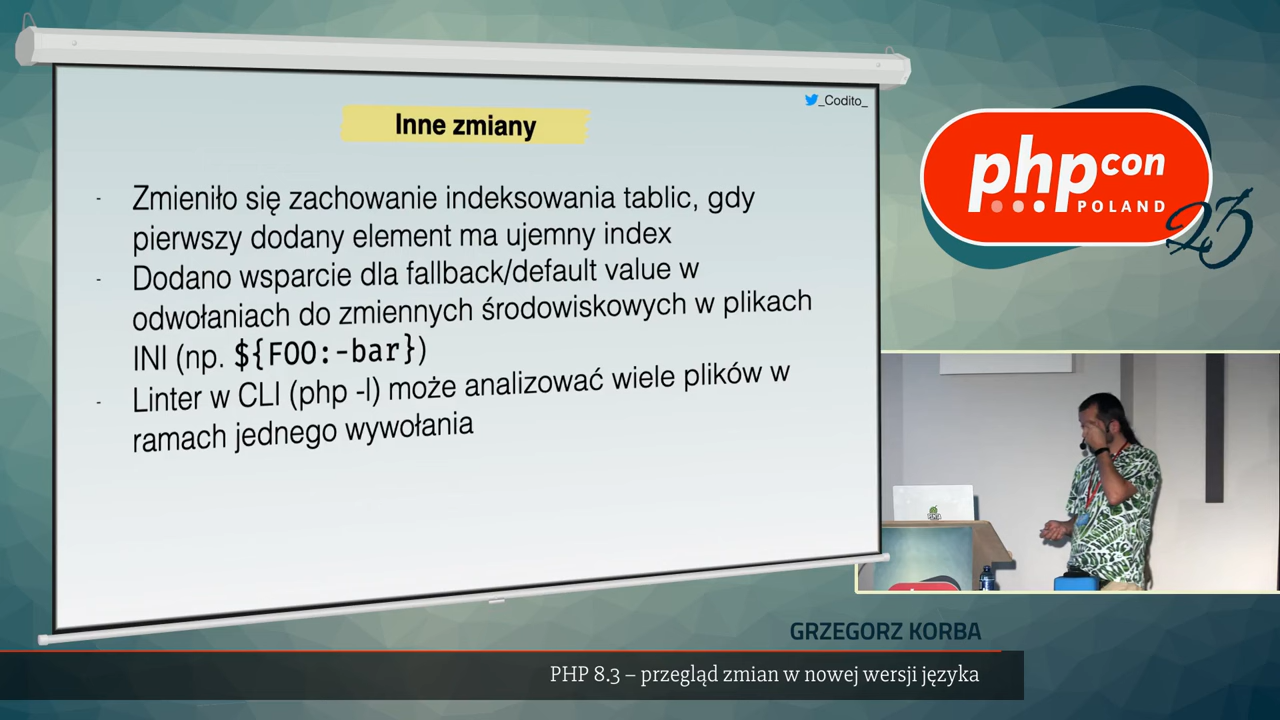 _Codito_
Inne zmiany
- Zmieniło się zachowanie indeksowania tablic, gdy
pierwszy dodany element ma ujemny index
- Dodano wsparcie dla fallback/default value w
odwołaniach do zmiennych środowiskowych w plikach
INI (np. ${FOO:-bar})
- Linter w CLI (php -l) może analizować wiele plików w
ramach jednego wywołania
phpcon
POLAND
23
GRZEGORZ KORBA
PHP 8.3 – przegląd zmian w nowej wersji języka